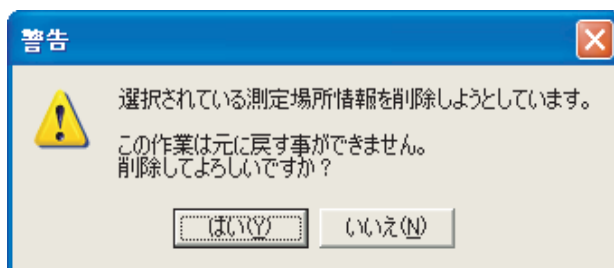 警告
選択されている測定場所情報を削除しようとしています。
この作業は元に戻す事ができません。
削除してよろしいですか？
はい(Y) いいえ(N)